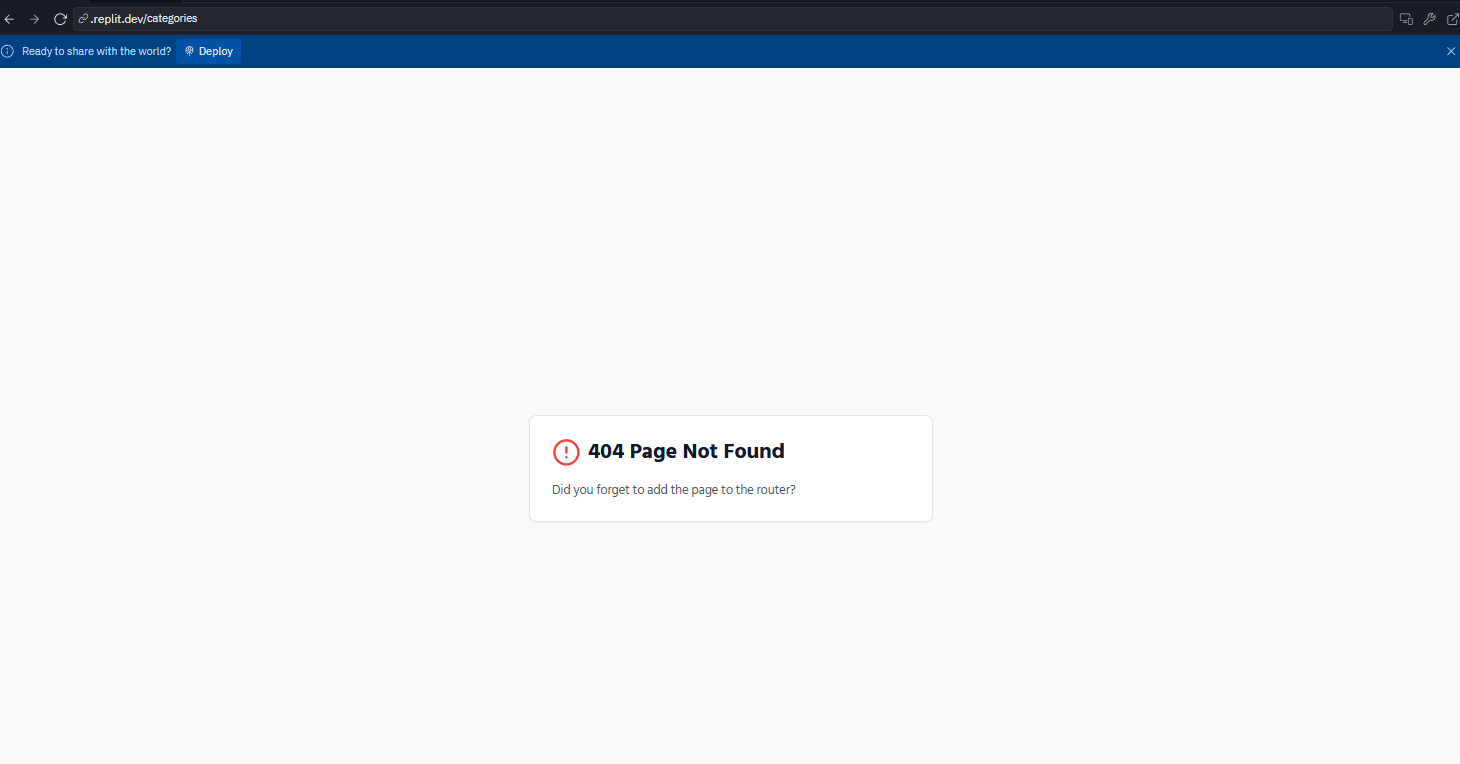 .replit.dev/categories
Ready to share with the world? Deploy
404 Page Not Found
Did you forget to add the page to the router?